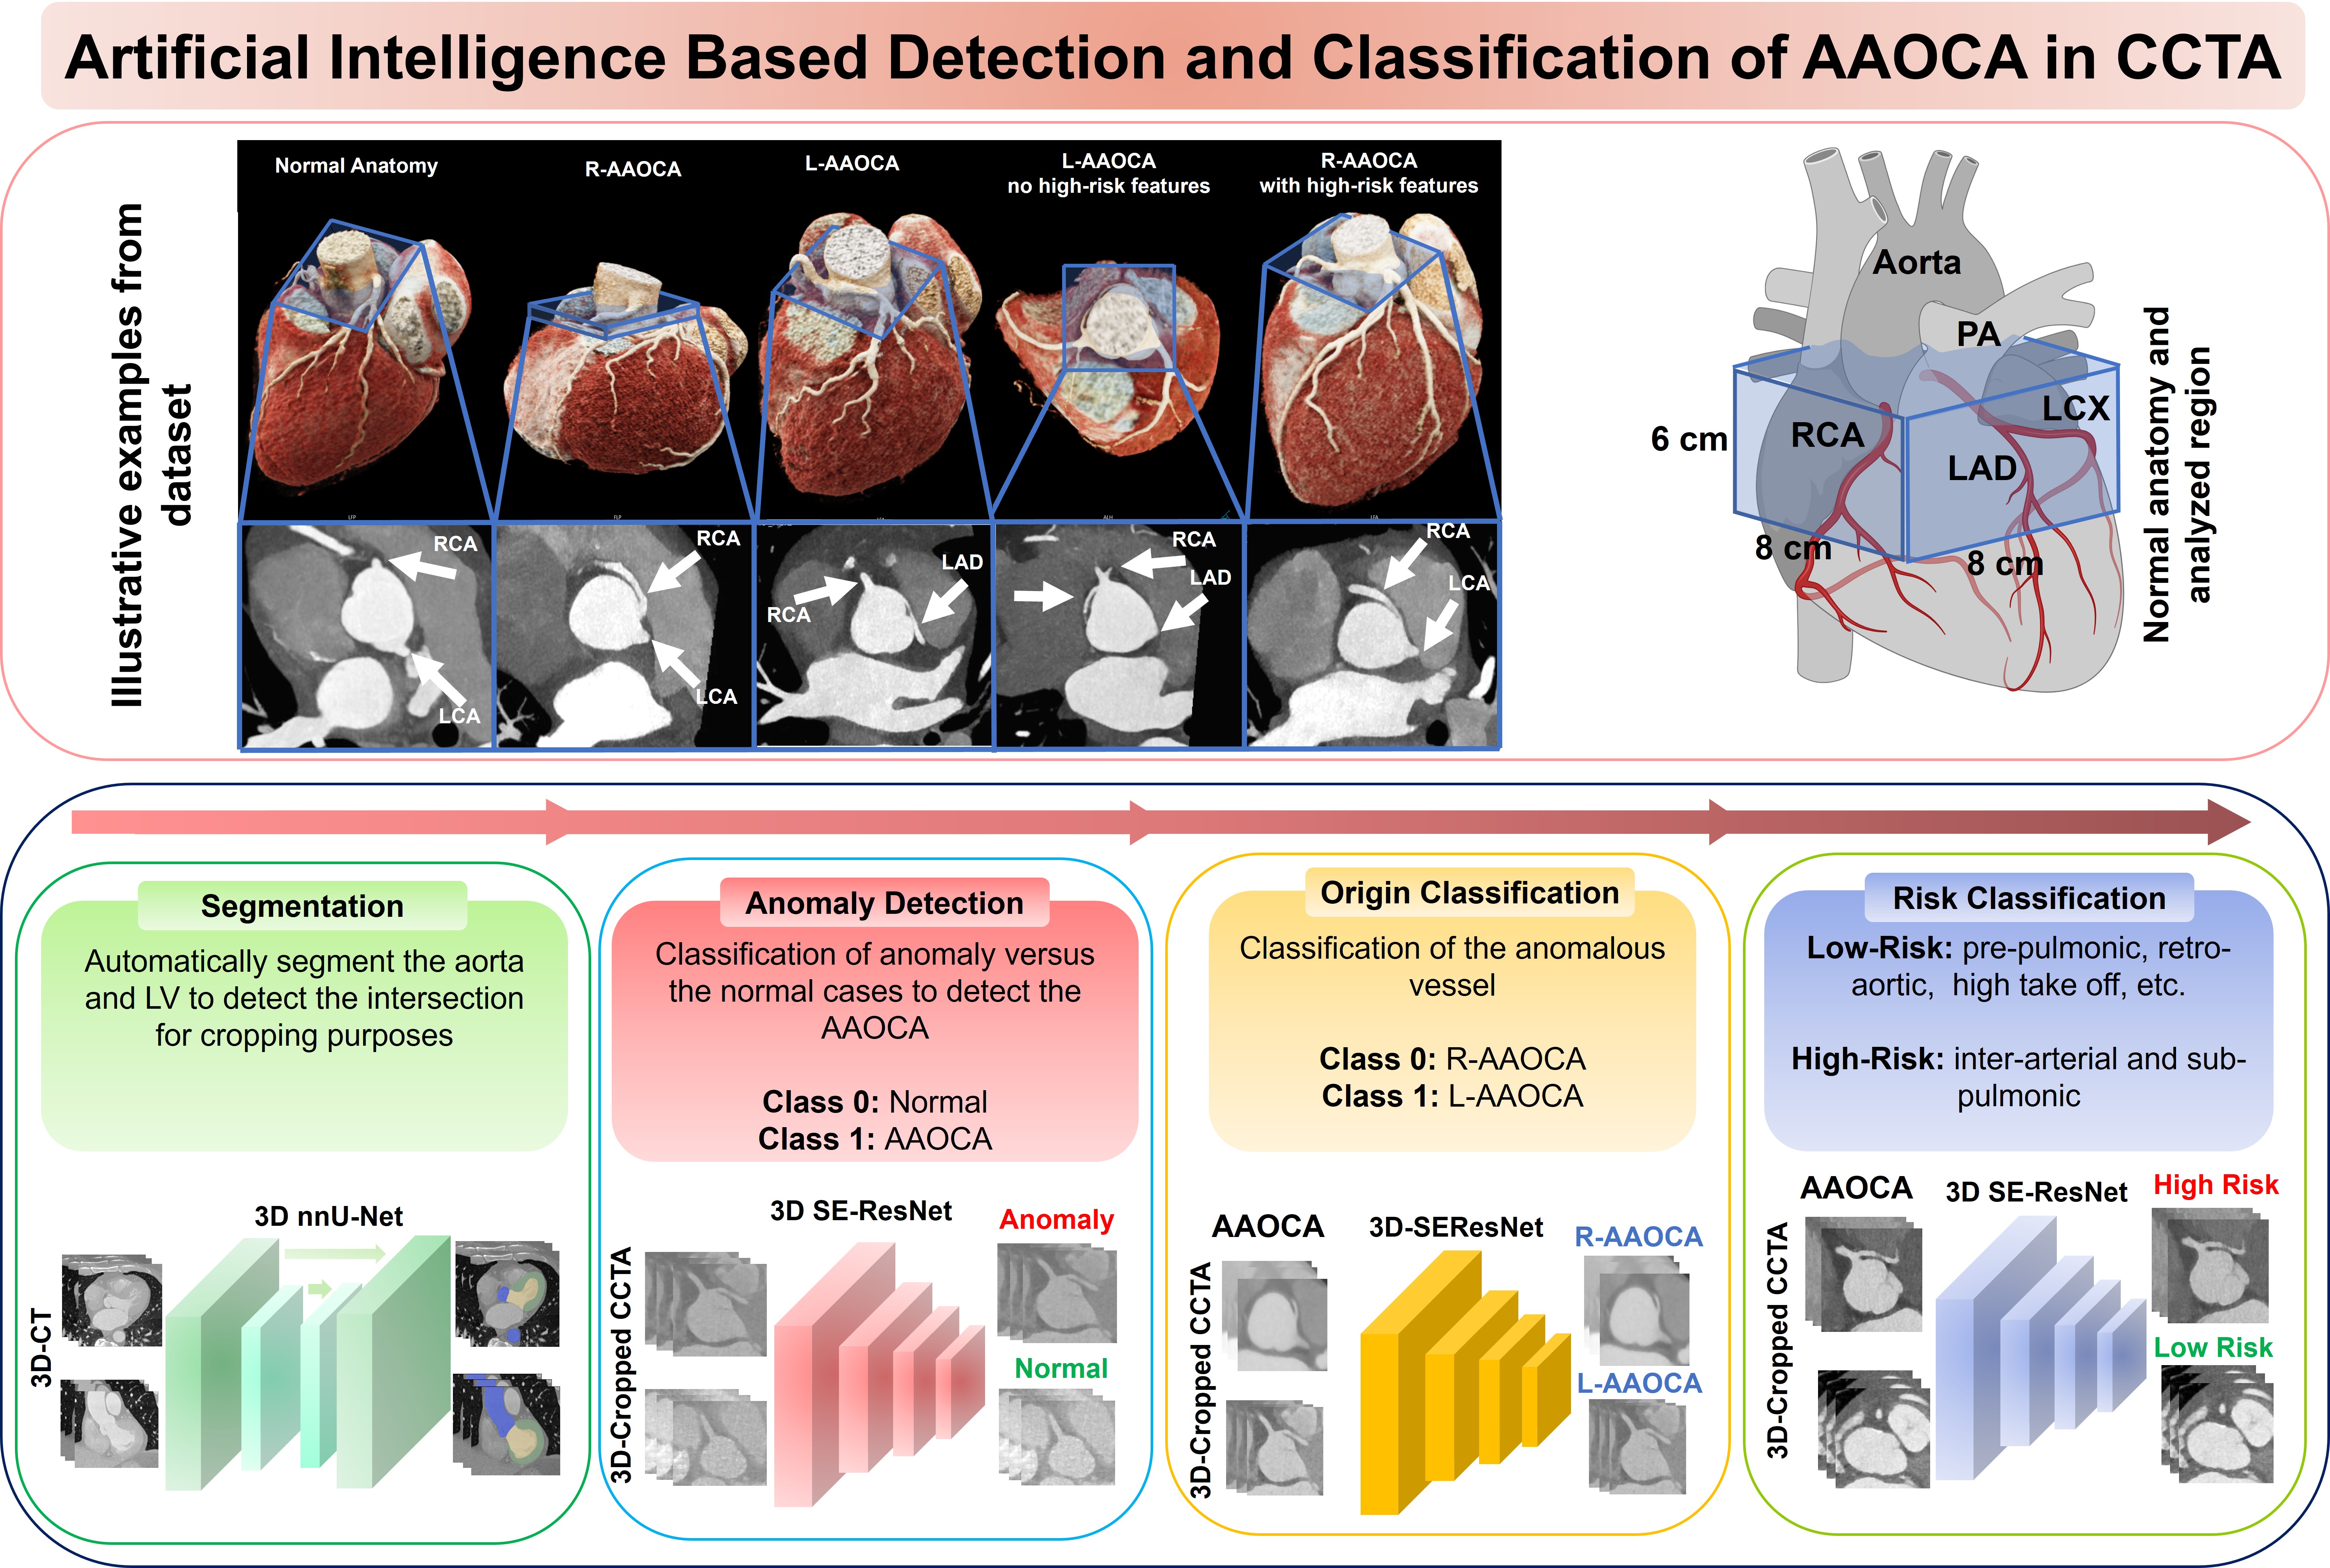 Artificial Intelligence Based Detection and Classification of AAOCA in CCTA
Illustrative examples from
dataset
Normal Anatomy
R-AAOCA
L-AAOCA
L-AAOCA
no high-risk features
R-AAOCA
with high-risk features
LFP
FLP
ALH
LFA
RCA
LCA
RCA
LCA
RCA
LAD
RCA
LAD
RCA
LCA
Aorta
PA
LCX
RCA
LAD
6 cm
8 cm
8 cm
Normal anatomy and
analyzed region
Segmentation
Automatically segment the aorta
and LV to detect the intersection
for cropping purposes
3D nnU-Net
3D-CT
Anomaly Detection
Classification of anomaly versus
the normal cases to detect the
AAOCA
Class 0: Normal
Class 1: AAOCA
3D SE-ResNet
3D-Cropped CCTA
Anomaly
Normal
Origin Classification
Classification of the anomalous
vessel
Class 0: R-AAOCA
Class 1: L-AAOCA
AAOCA
3D-SEResNet
3D-Cropped CCTA
R-AAOCA
L-AAOCA
Risk Classification
Low-Risk: pre-pulmonic, retro-
aortic, high take off, etc.
High-Risk: inter-arterial and sub-
pulmonic
AAOCA
3D SE-ResNet
3D-Cropped CCTA
High Risk
Low Risk